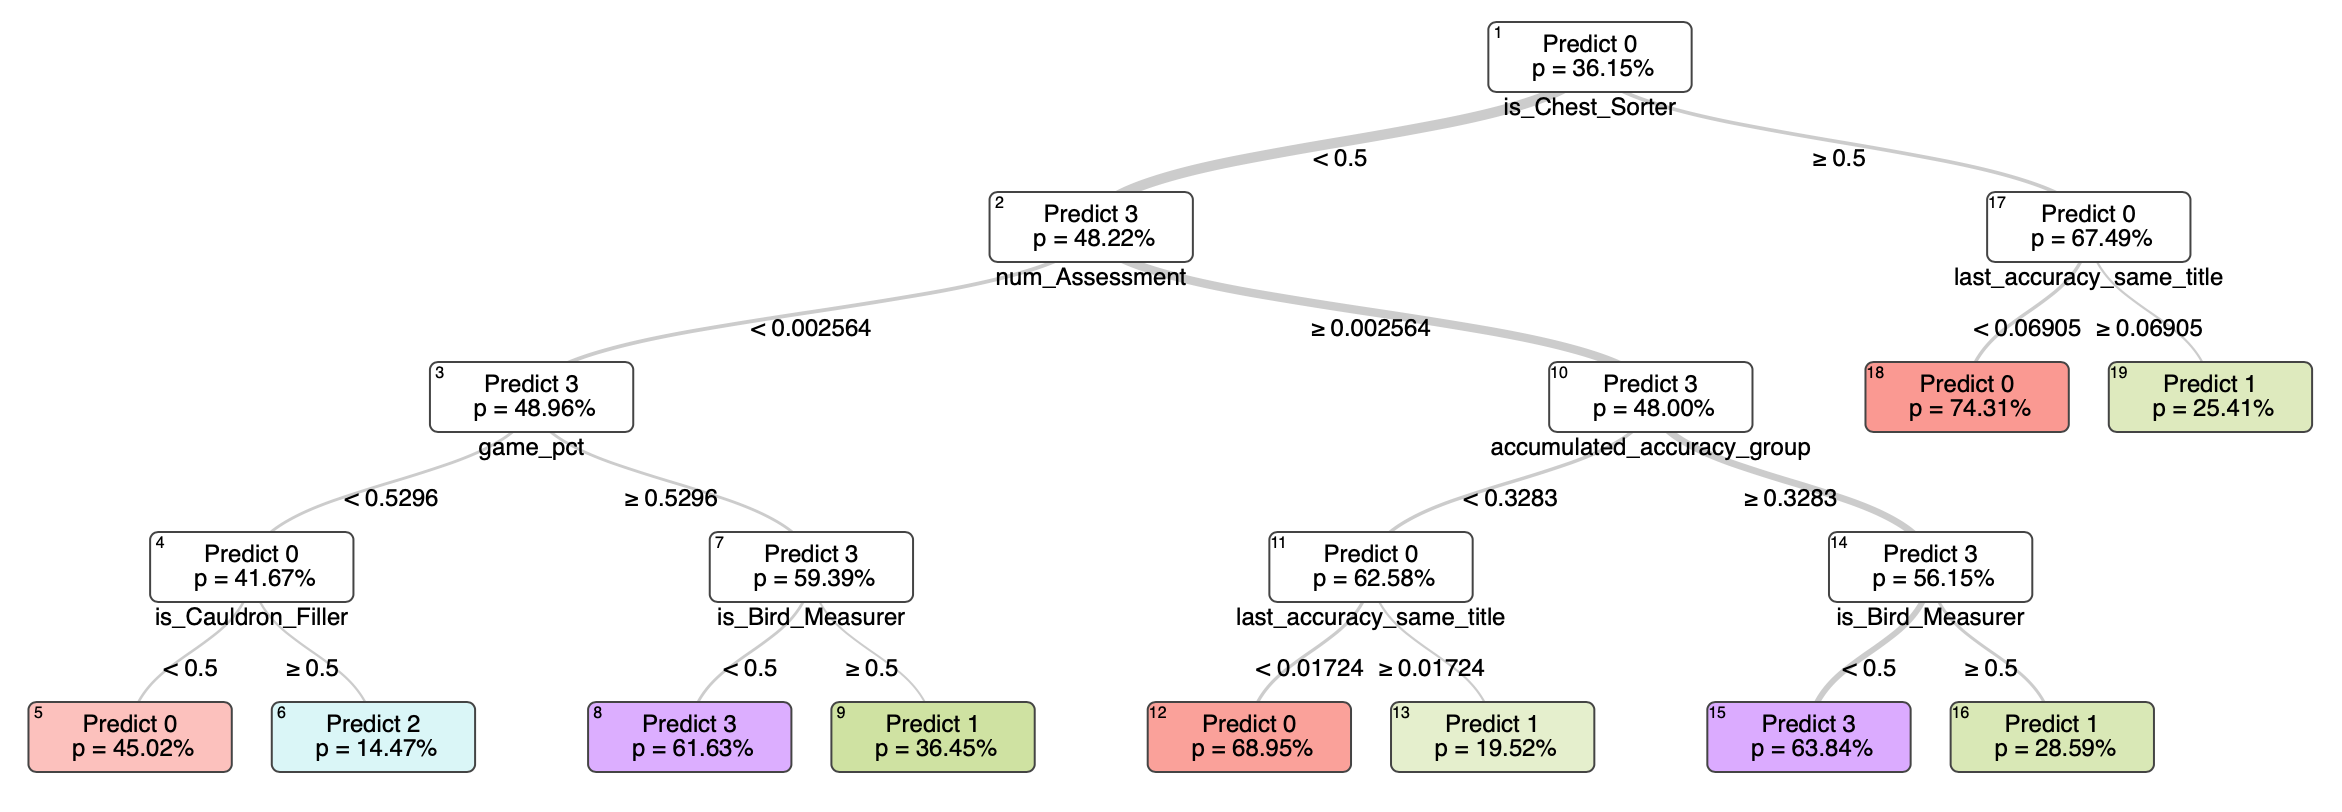 1
Predict 0
p = 36.15%
is_Chest_Sorter
< 0.5
≥ 0.5
2
Predict 3
p = 48.22%
num_Assessment
17
Predict 0
p = 67.49%
last_accuracy_same_title
< 0.002564
≥ 0.002564
< 0.06905
≥ 0.06905
3
Predict 3
p = 48.96%
game_pct
10
Predict 3
p = 48.00%
accumulated_accuracy_group
18
Predict 0
p = 74.31%
19
Predict 1
p = 25.41%
< 0.5296
≥ 0.5296
< 0.3283
≥ 0.3283
4
Predict 0
p = 41.67%
is_Cauldron_Filler
7
Predict 3
p = 59.39%
is_Bird_Measurer
11
Predict 0
p = 62.58%
last_accuracy_same_title
14
Predict 3
p = 56.15%
is_Bird_Measurer
< 0.5
≥ 0.5
< 0.5
≥ 0.5
< 0.01724
≥ 0.01724
< 0.5
≥ 0.5
5
Predict 0
p = 45.02%
6
Predict 2
p = 14.47%
8
Predict 3
p = 61.63%
9
Predict 1
p = 36.45%
12
Predict 0
p = 68.95%
13
Predict 1
p = 19.52%
15
Predict 3
p = 63.84%
16
Predict 1
p = 28.59%